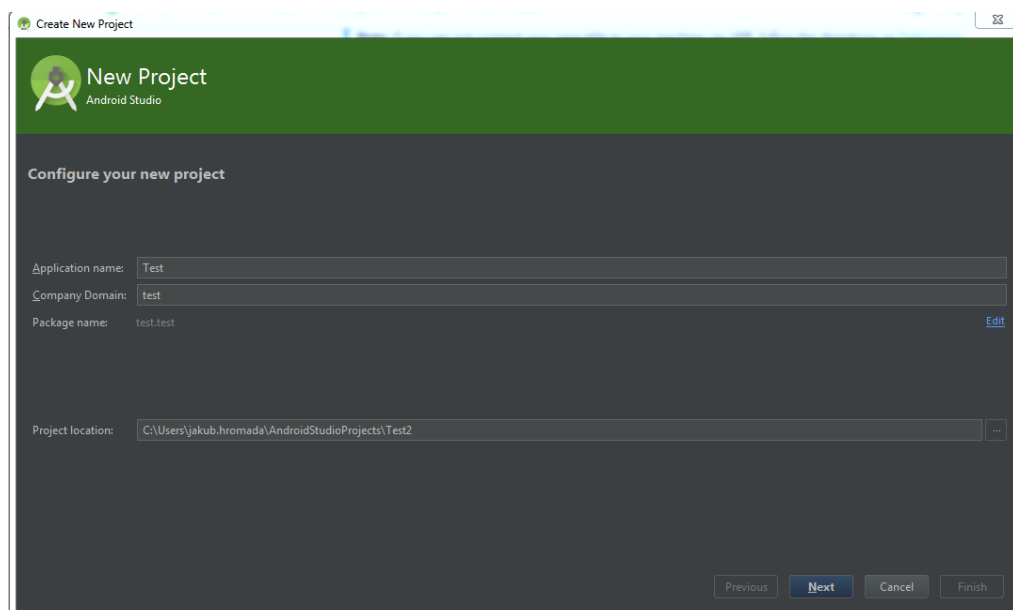 Create New Project
New Project
Android Studio
Configure your new project
Application name: Test
Company Domain: test
Package name: test.test Edit
Project location: C:\Users\jakub.hromada\AndroidStudioProjects\Test2 ...
Previous Next Cancel Finish